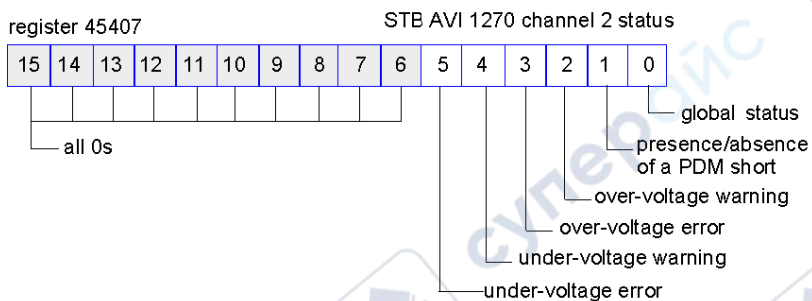 register 45407
STB AVI 1270 channel 2 status
15 14 13 12 11 10 9 8 7 6 5 4 3 2 1 0
global status
all 0s
presence/absence
of a PDM short
over-voltage warning
over-voltage error
under-voltage warning
under-voltage error
суперайс